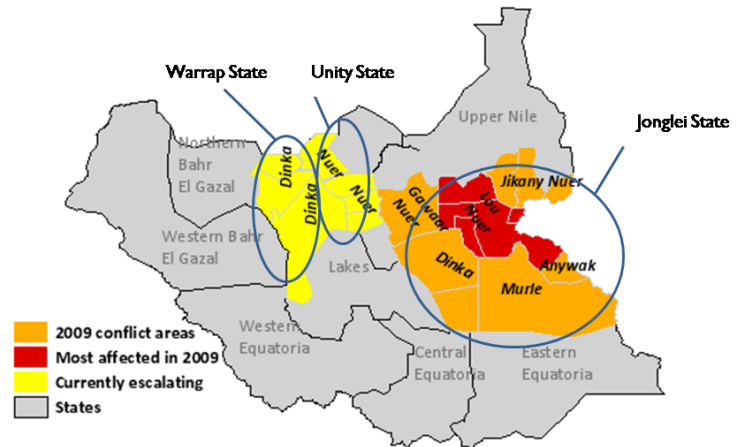 Warrap State
Unity State
Jonglei State
Upper Nile
Northern
Bahr
El Gazal
Western Bahr
El Gazal
Lakes
Western
Equatoria
Central
Equatoria
Eastern
Equatoria
Dinka
Dinka
Nuer
Nuer
Gawaar
Nuer
Lou
Nuer
Jikany Nuer
Dinka
Anywak
Murle
2009 conflict areas
Most affected in 2009
Currently escalating
States